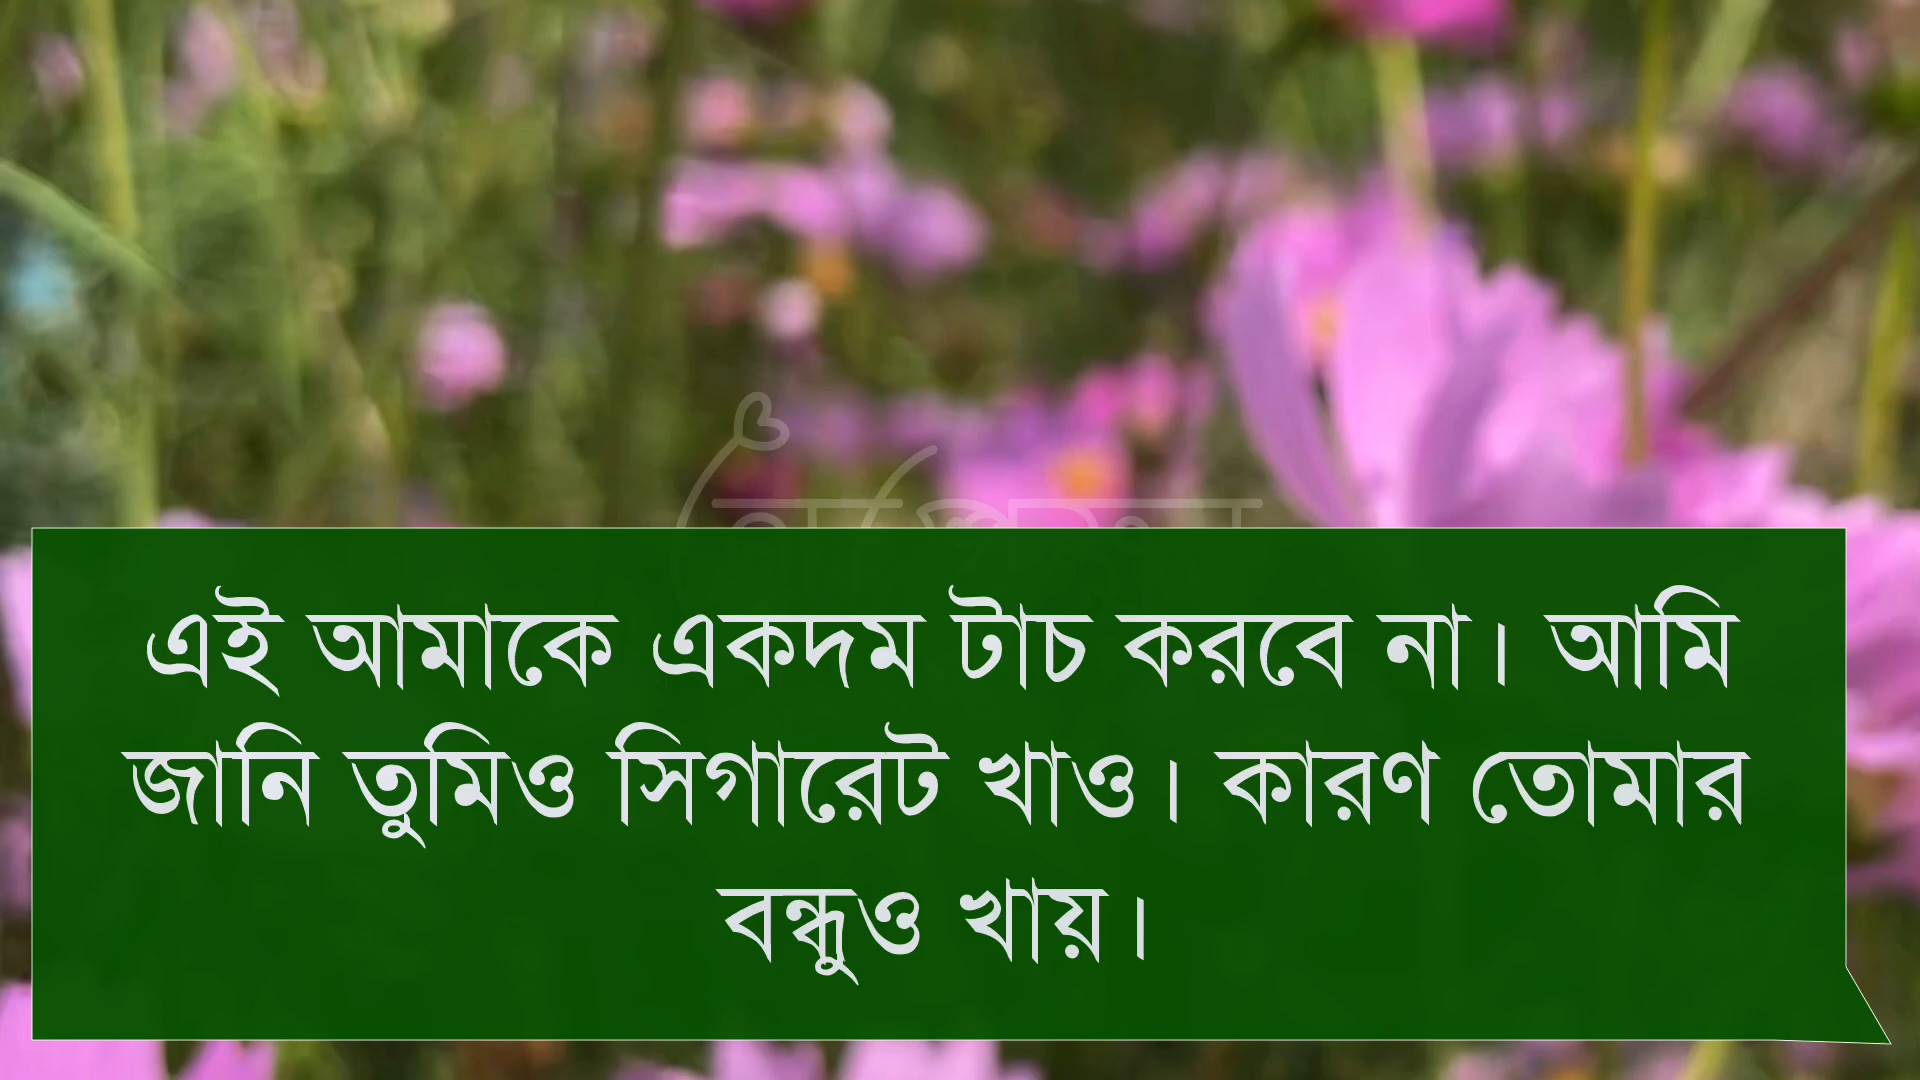 এই আমাকে একদম টাচ করবে না। আমি
জানি তুমিও সিগারেট খাও। কারণ তোমার
বন্ধুও খায়।